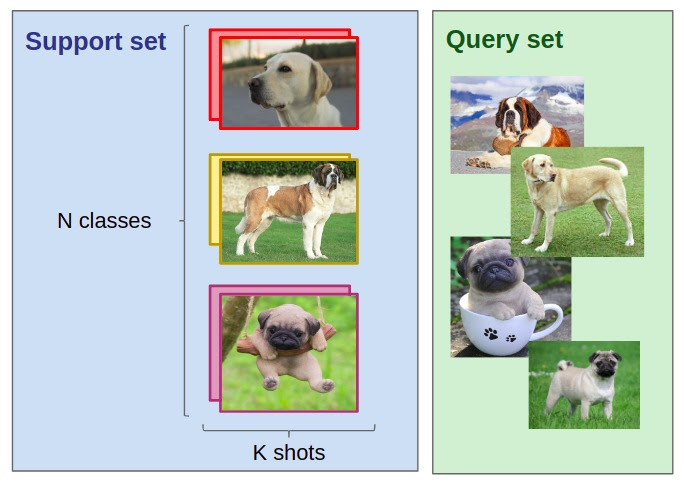 Support set
N classes
K shots
Query set